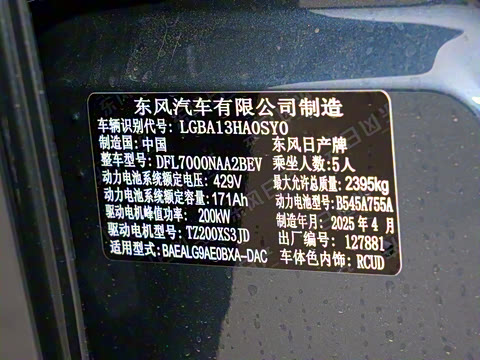 东风汽车有限公司制造
车辆识别代号: LGBA13HA0SY0
制造国: 中国 东风日产牌
整车型号: DFL7000NAA2BEV 乘坐人数: 5人
动力电池系统额定电压: 429V 最大允许总质量: 2395kg
动力电池系统额定容量: 171Ah 动力电池型号: B545A755A
驱动电机峰值功率: 200kW 制造年月: 2025 年 4 月
驱动电机型号: TZ200XS3JD 出厂编号: 127881
适用型号: BAEALG9AE0BXA-DAC 车体色内饰: RCUD